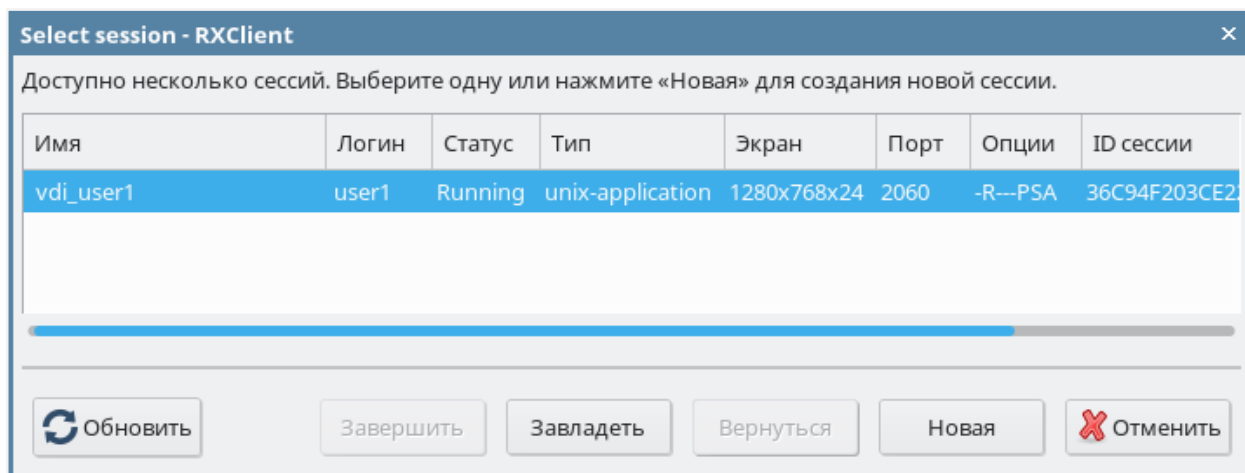 Select session - RXClient
Доступно несколько сессий. Выберите одну или нажмите «Новая» для создания новой сессии.
Имя Логин Статус Тип Экран Порт Опции ID сессии
vdi_user1 user1 Running unix-application 1280x768x24 2060 -R---PSA 36C94F203CE2
Обновить Завершить Завладеть Вернуться Новая Отменить